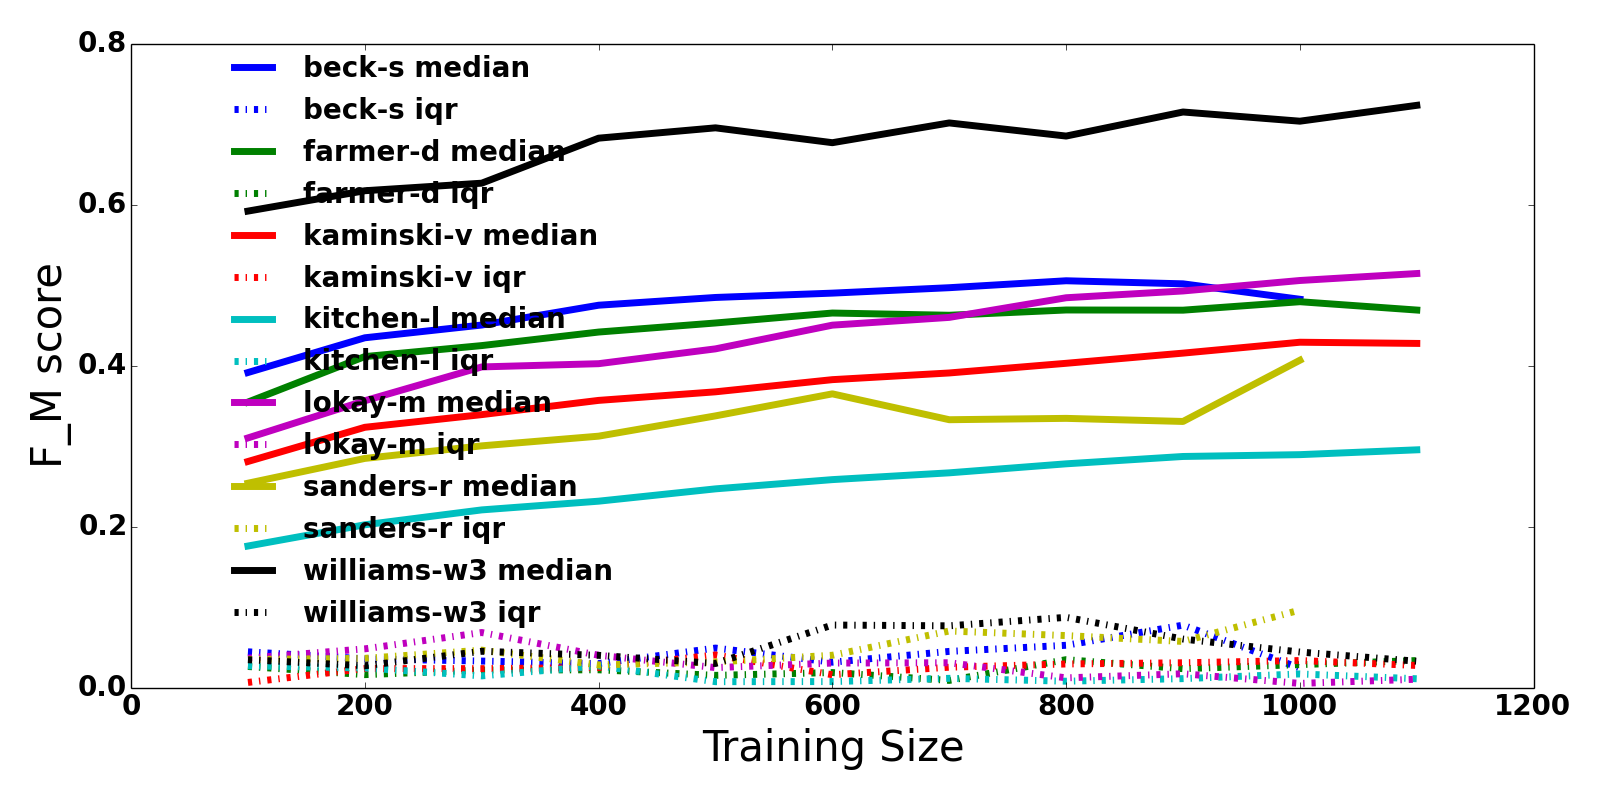 0.8
0.6
0.4
0.2
0.0
F_M score
beck-s median
beck-s iqr
farmer-d median
farmer-d iqr
kaminski-v median
kaminski-v iqr
kitchen-l median
kitchen-l iqr
lokay-m median
lokay-m iqr
sanders-r median
sanders-r iqr
williams-w3 median
williams-w3 iqr
0 200 400 600 800 1000 1200
Training Size